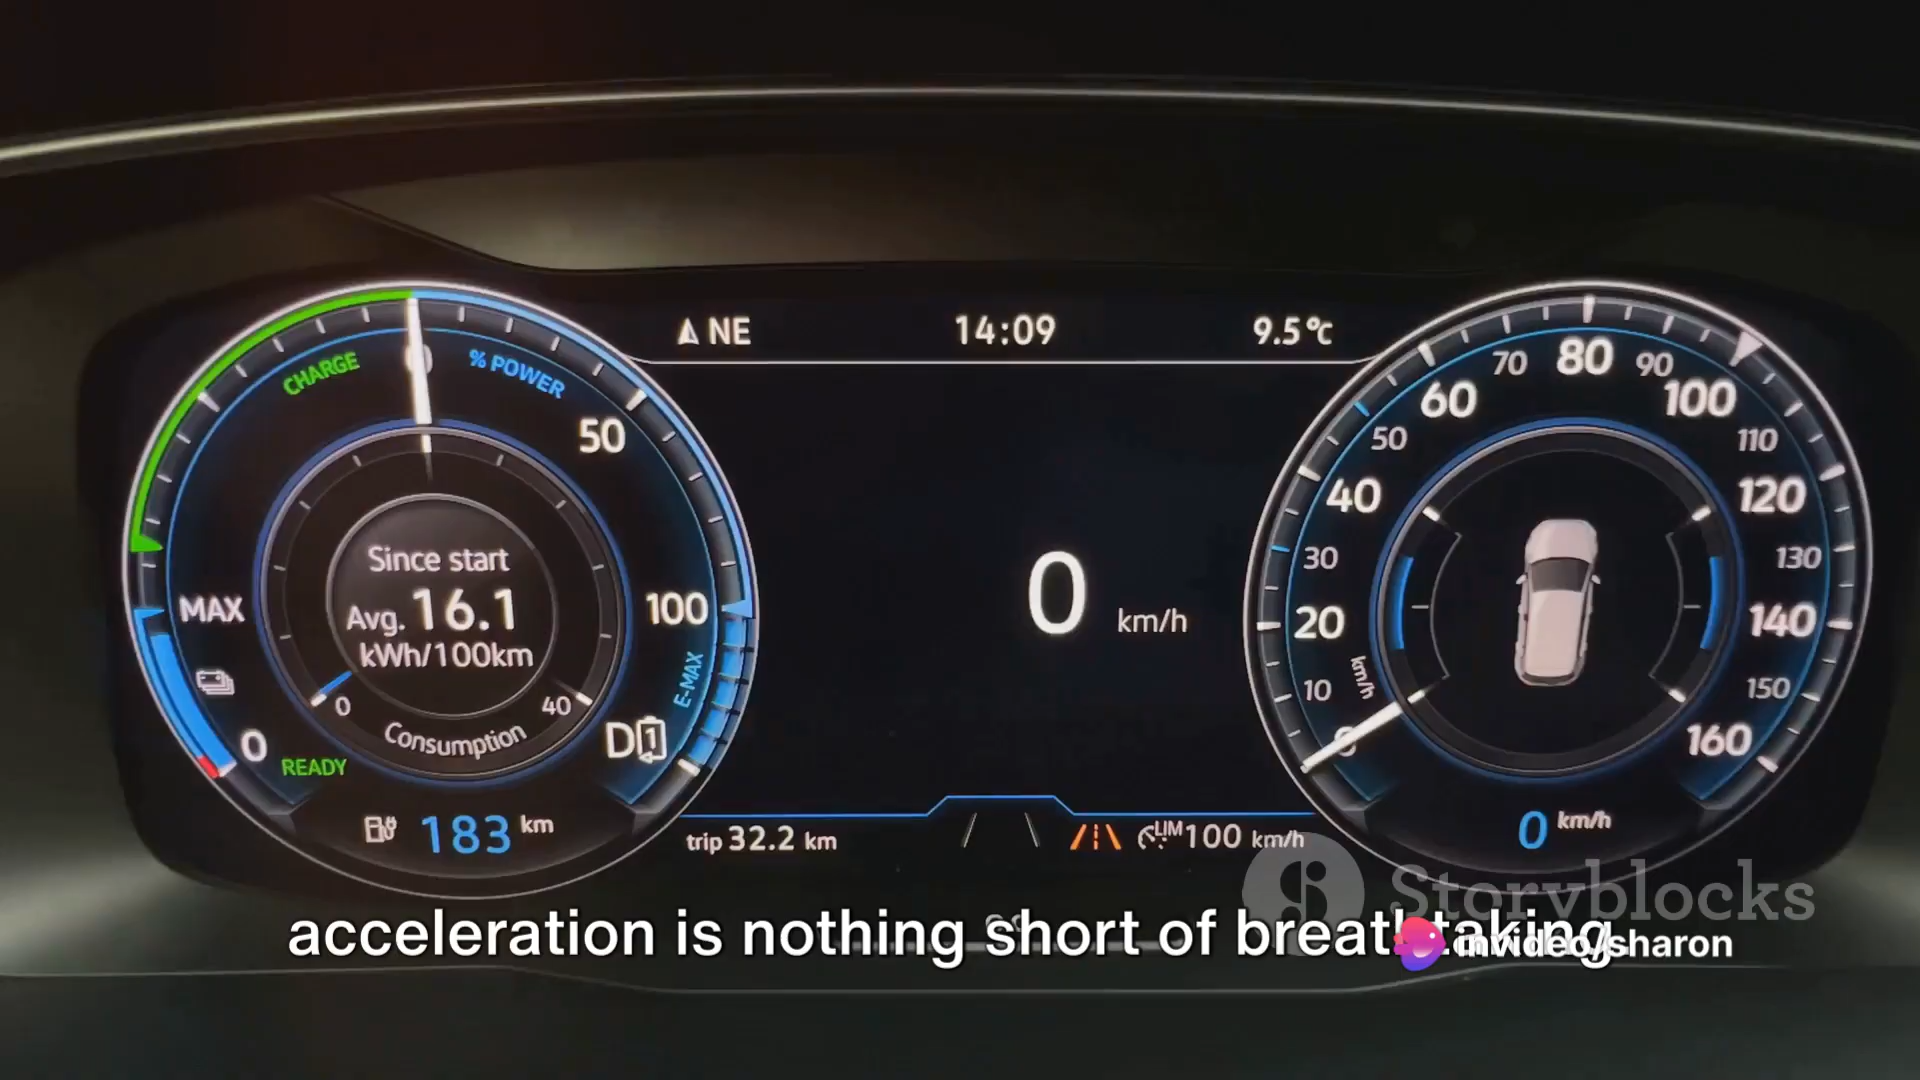 NE
14:09
9.5°C
CHARGE
0
% POWER
50
100
E-MAX
MAX
0
READY
Since start
Avg. 16.1
kWh/100km
0
40
Consumption
D1
183 km
0 km/h
trip 32.2 km
LIM 100 km/h
0
10
20
30
40
50
60
70
80
90
100
110
120
130
140
150
160
km/h
0 km/h
Storyblocks
acceleration is nothing short of breathtaking
invideo/sharon